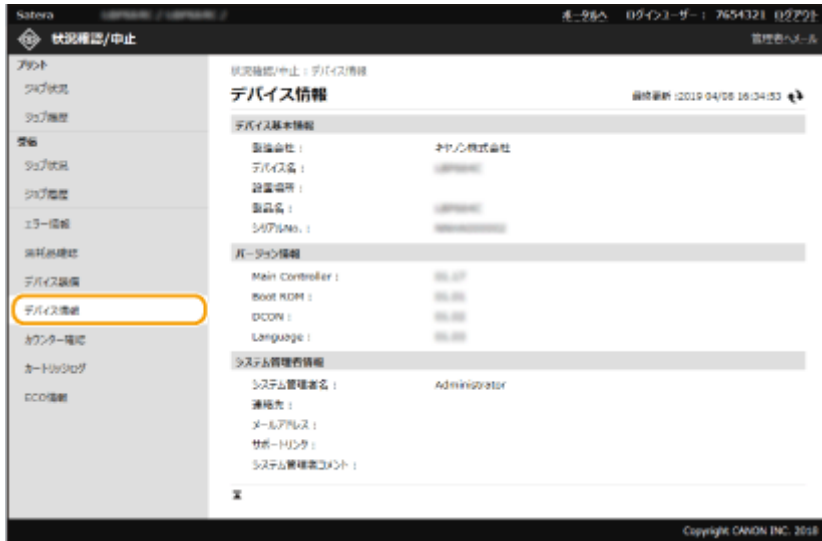 Satera
ポータルへ ログインユーザー： 7654321 ログアウト
状況確認/中止 管理者へメール
プリント
ジョブ状況
ジョブ履歴
受信
ジョブ状況
ジョブ履歴
エラー情報
消耗品確認
デバイス装備
デバイス情報
カウンター確認
カートリッジログ
ECO情報
状況確認/中止：デバイス情報
デバイス情報 最終更新 :2019 04/08 16:34:53
デバイス基本情報
製造会社： キヤノン株式会社
デバイス名：
設置場所：
製品名：
シリアルNo.：
バージョン情報
Main Controller：
Boot ROM：
DCON：
Language：
システム管理者情報
システム管理者名： Administrator
連絡先：
メールアドレス：
サポートリンク：
システム管理者コメント：
Copyright CANON INC. 2018